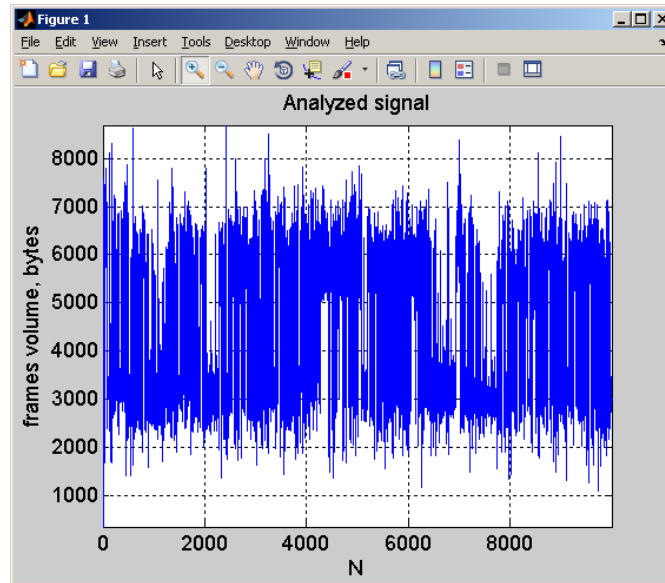 Figure 1
File Edit View Insert Tools Desktop Window Help
Analyzed signal
frames volume, bytes
8000
7000
6000
5000
4000
3000
2000
1000
0 2000 4000 6000 8000
N